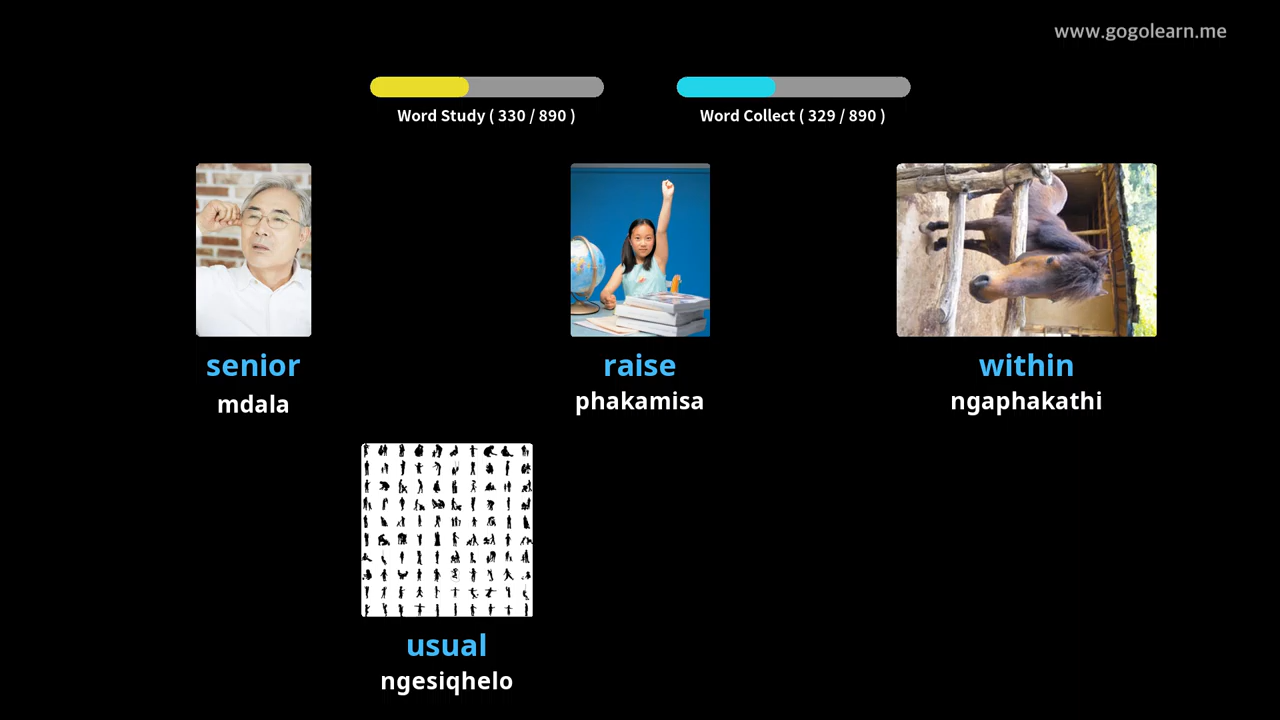 www.gogolearn.me
Word Study ( 330 / 890 )
Word Collect ( 329 / 890 )
senior
mdala
raise
phakamisa
within
ngaphakathi
usual
ngesiqhelo